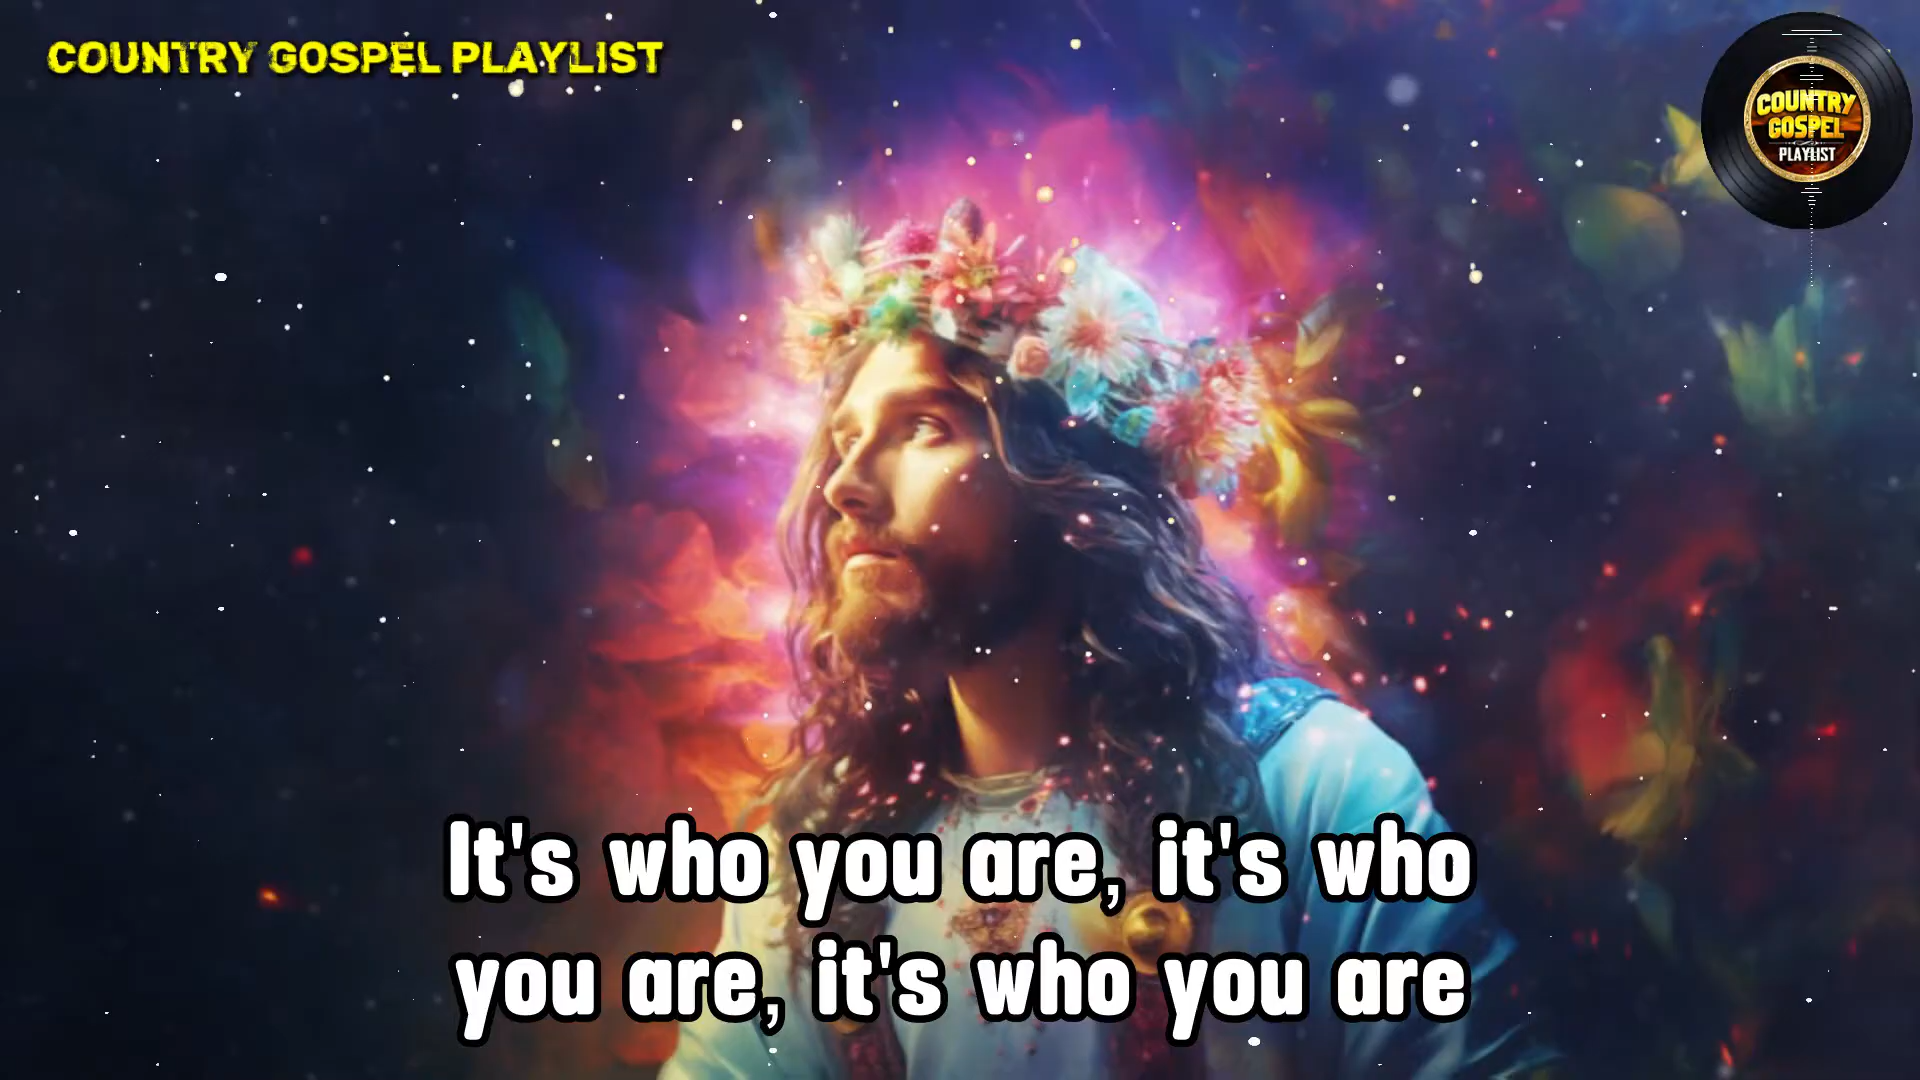 COUNTRY GOSPEL PLAYLIST
COUNTRY
GOSPEL
PLAYLIST
It's who you are, it's who
you are, it's who you are